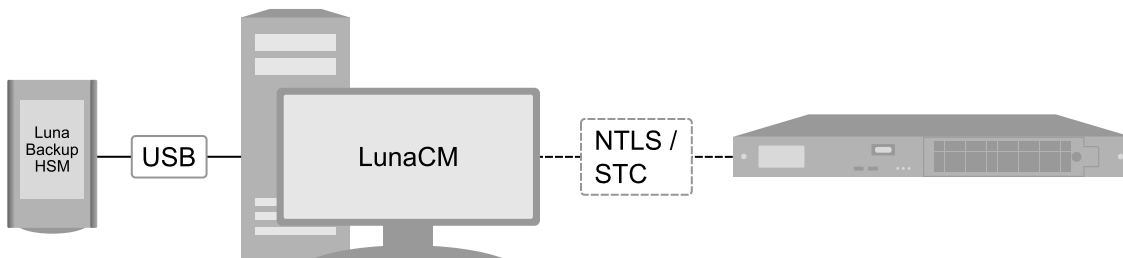 Luna
Backup
HSM
USB
LunaCM
NTLS /
STC